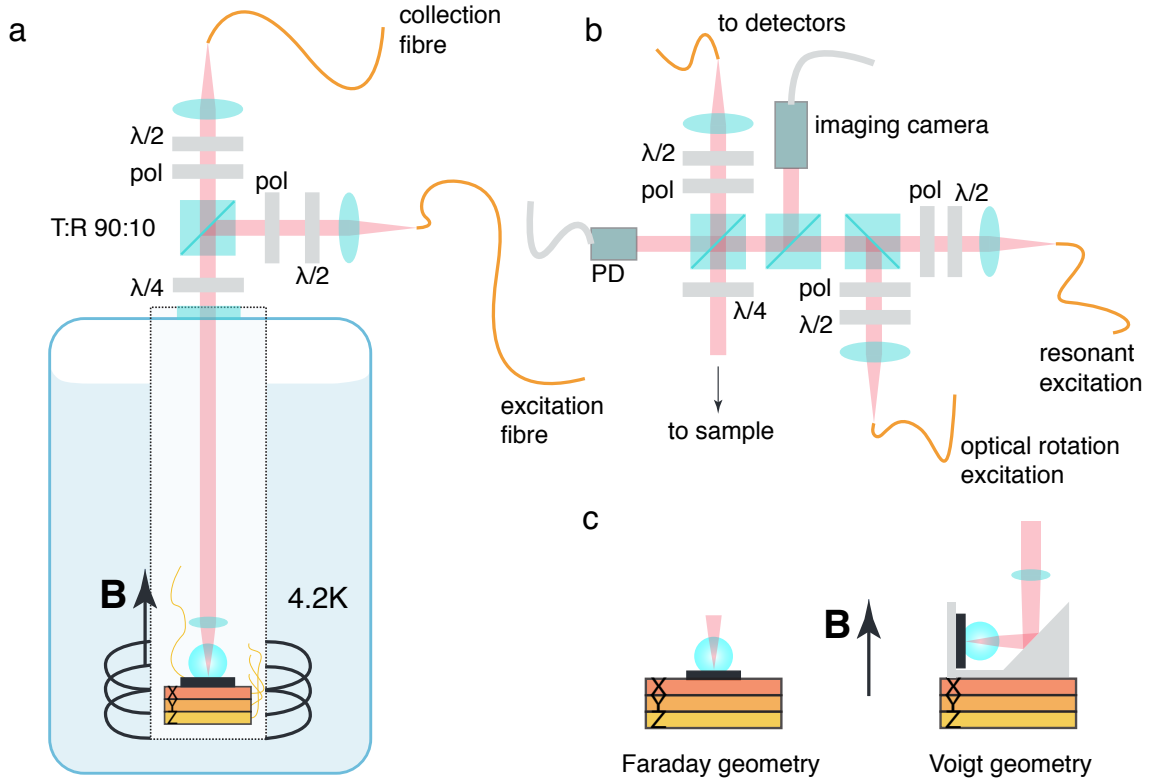 a
collection
fibre
λ/2
pol
pol
T:R 90:10
λ/2
λ/4
excitation
fibre
B
4.2K
X
Y
Z
b
to detectors
imaging camera
λ/2
pol
pol
λ/2
PD
λ/4
pol
λ/2
resonant
excitation
to sample
optical rotation
excitation
c
B
X
Y
Z
X
Y
Z
Faraday geometry
Voigt geometry